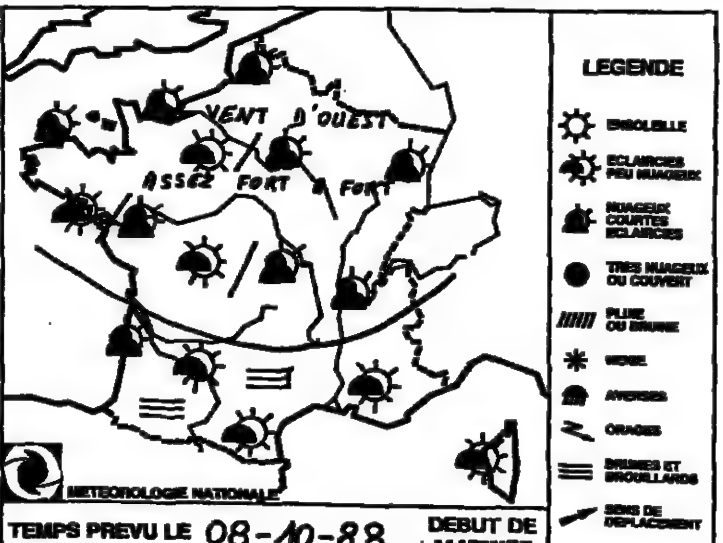 VENT D'OUEST
ASSEZ FORT
FORT
METEOROLOGIE NATIONALE
TEMPS PREVU LE 08-10-88
DEBUT DE
LEGENDE
ENSOLEILLE
ECLAIRCIES
PEU NUAGEUX
NUAGEUX
COURTES
ECLAIRCIES
TRES NUAGEUX
OU COUVERT
PLUIE
OU BRUINE
NEIGE
AVERSES
ORAGES
BRUMES ET
BROUILLARDS
SENS DE
DEPLACEMENT